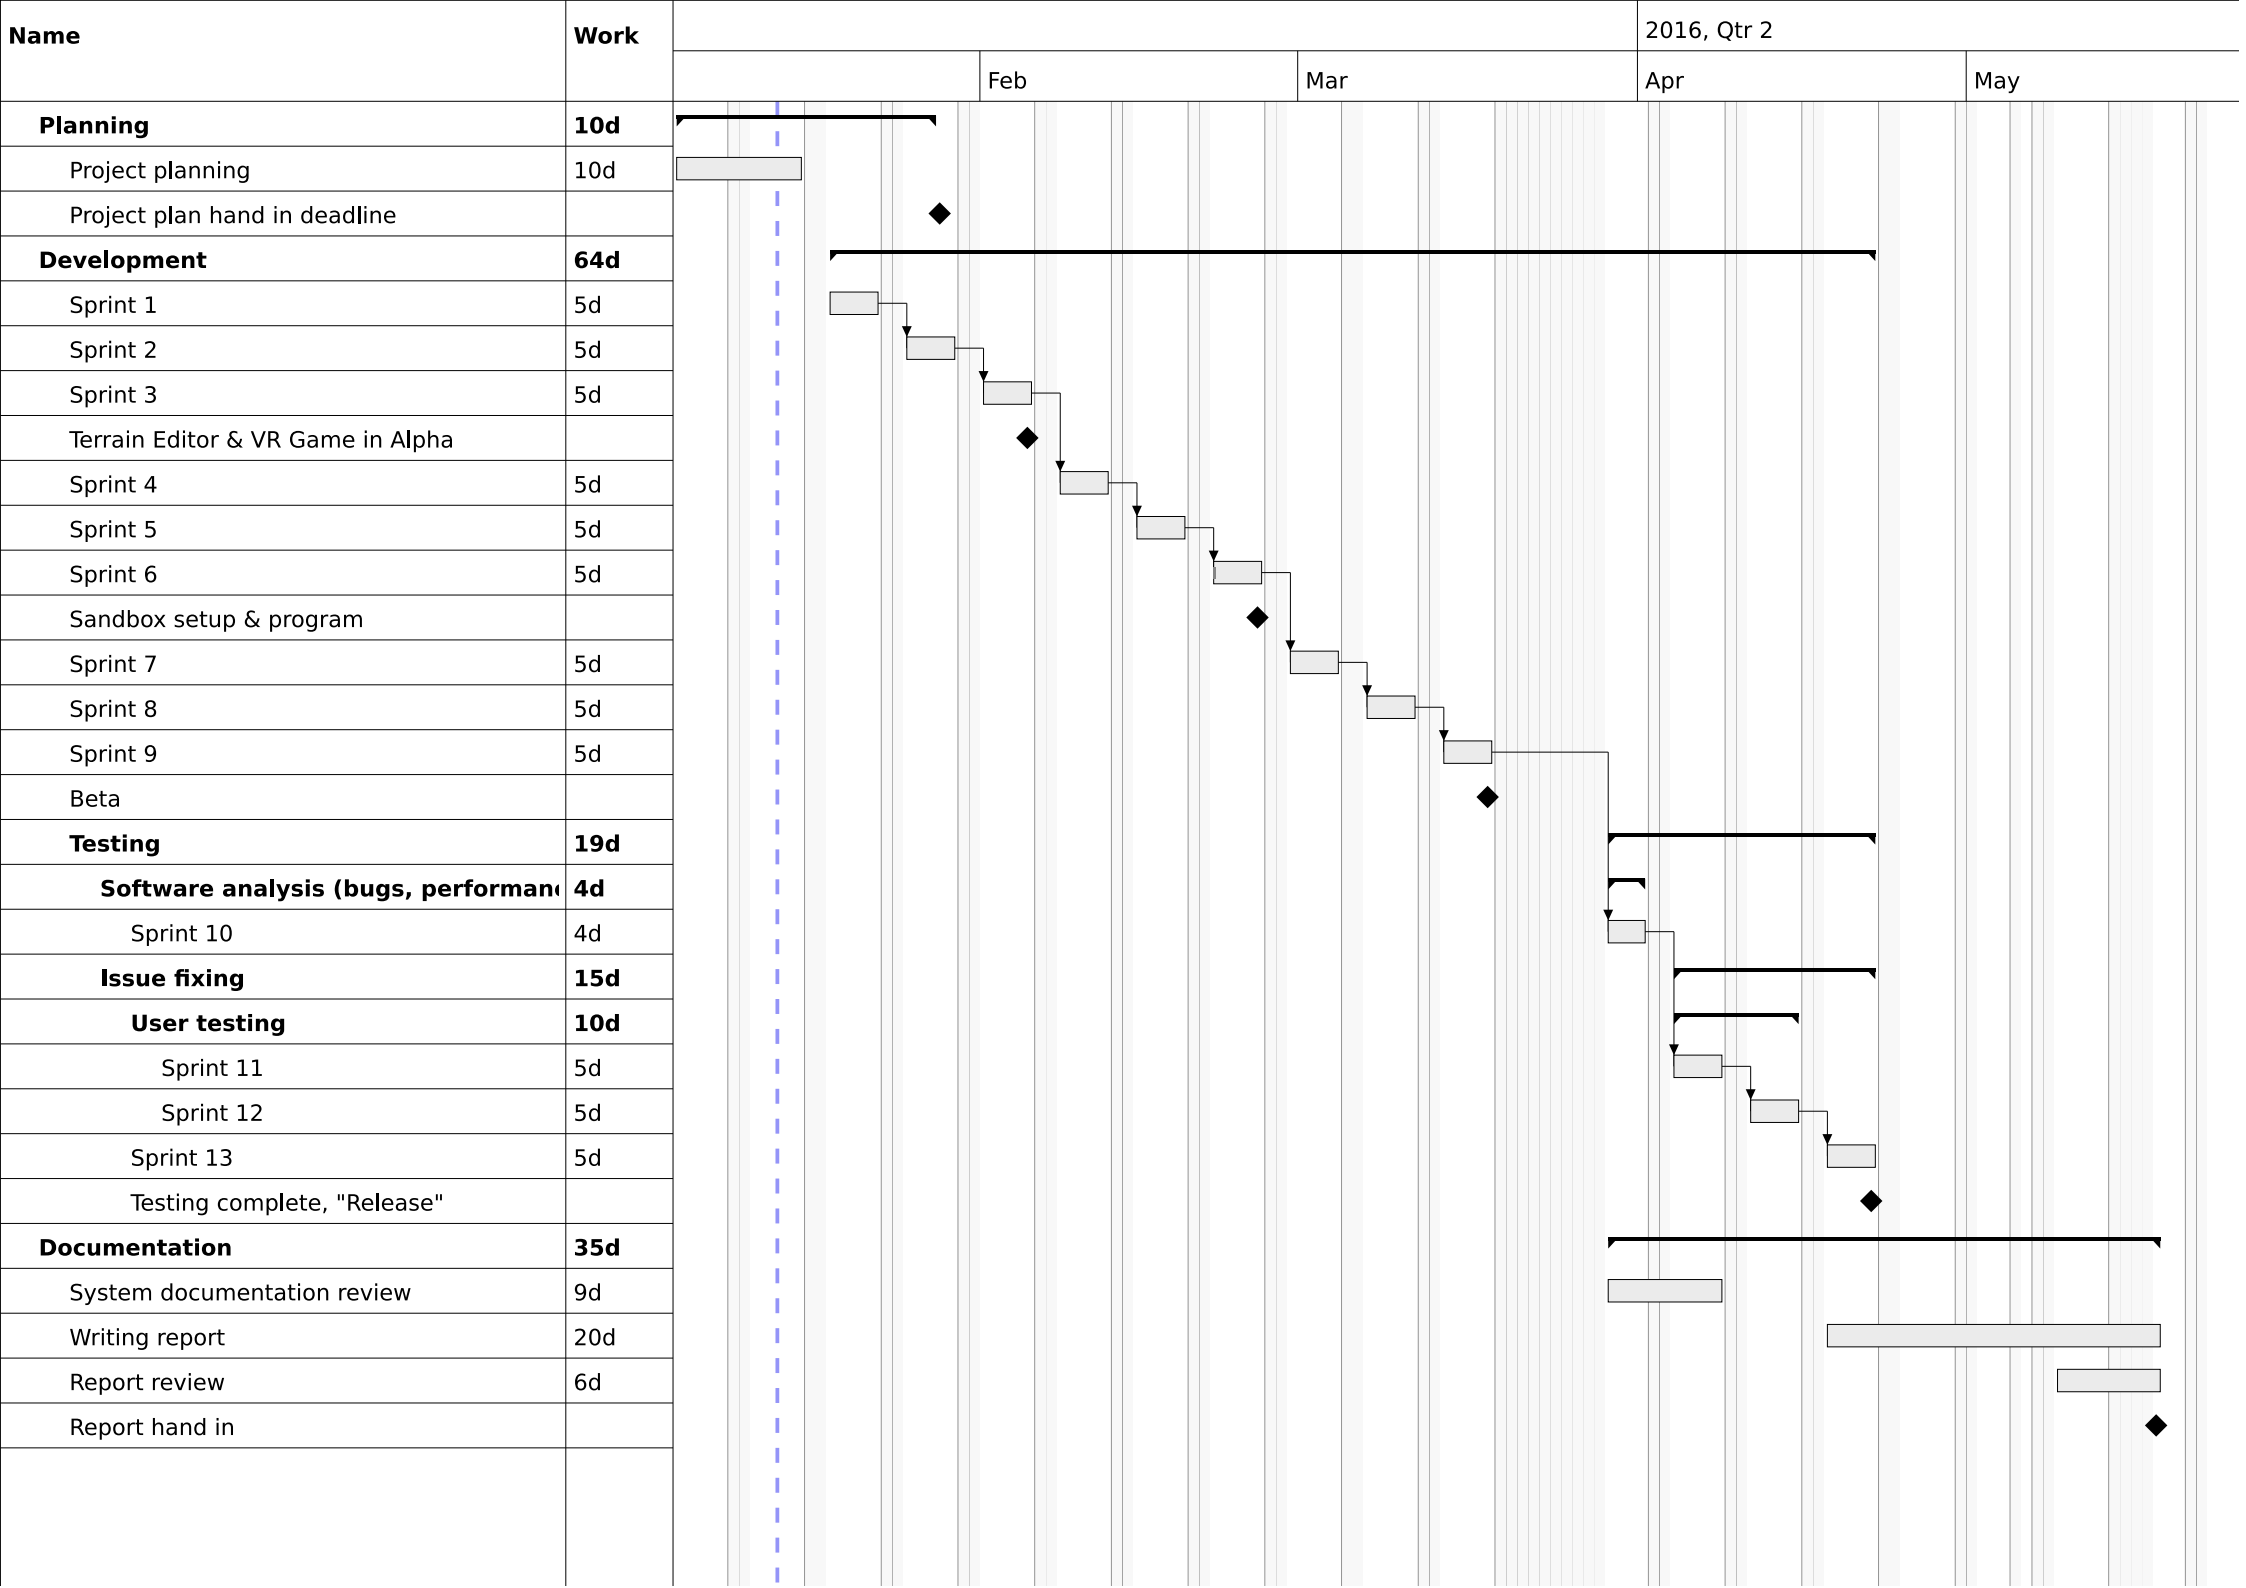 Name Work 2016, Qtr 2
Feb Mar Apr May
Planning 10d
Project planning 10d
Project plan hand in deadline
Development 64d
Sprint 1 5d
Sprint 2 5d
Sprint 3 5d
Terrain Editor & VR Game in Alpha
Sprint 4 5d
Sprint 5 5d
Sprint 6 5d
Sandbox setup & program
Sprint 7 5d
Sprint 8 5d
Sprint 9 5d
Beta
Testing 19d
Software analysis (bugs, performan 4d
Sprint 10 4d
Issue fixing 15d
User testing 10d
Sprint 11 5d
Sprint 12 5d
Sprint 13 5d
Testing complete, "Release"
Documentation 35d
System documentation review 9d
Writing report 20d
Report review 6d
Report hand in